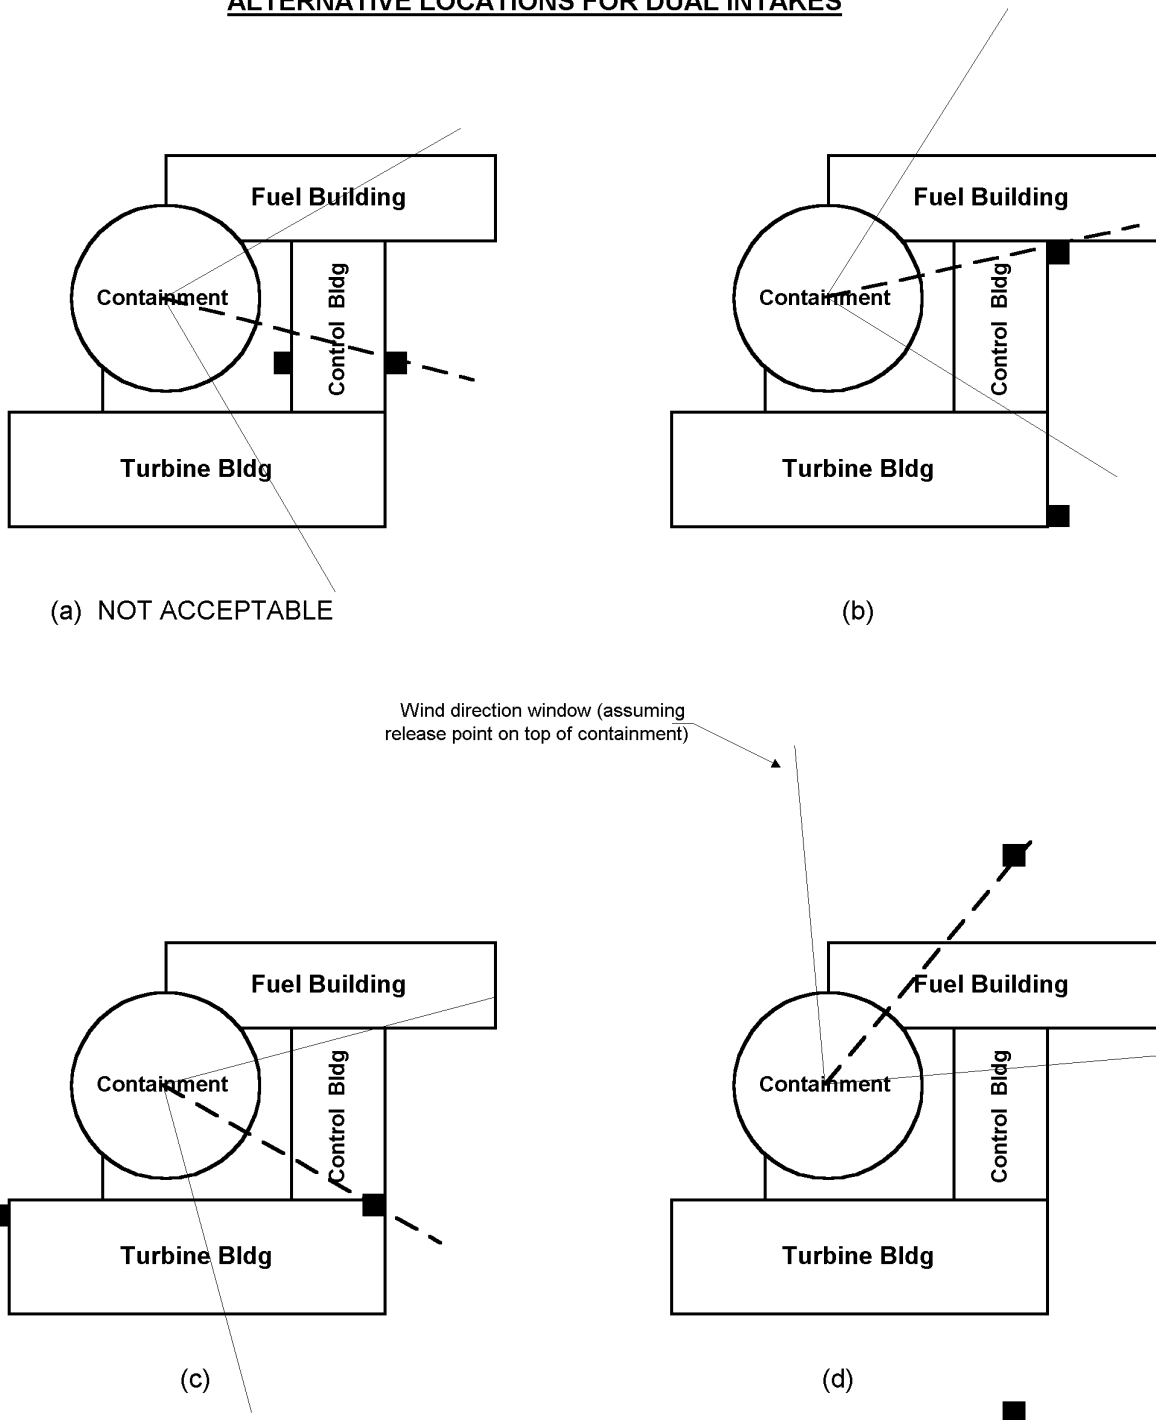 ALTERNATIVE LOCATIONS FOR DUAL INTAKES
Fuel Building
Containment
Control Bldg
Turbine Bldg
(a) NOT ACCEPTABLE
Fuel Building
Containment
Control Bldg
Turbine Bldg
(b)
Wind direction window (assuming
release point on top of containment)
Fuel Building
Containment
Control Bldg
Turbine Bldg
(c)
Fuel Building
Containment
Control Bldg
Turbine Bldg
(d)